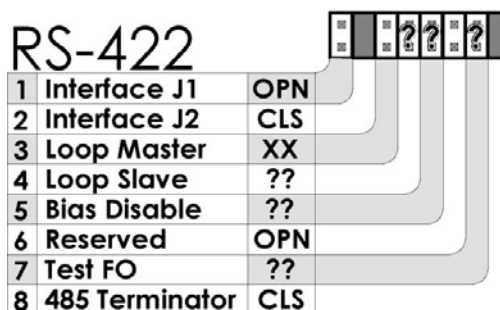 RS-422
? ? ?
1 Interface J1 OPN
2 Interface J2 CLS
3 Loop Master XX
4 Loop Slave ??
5 Bias Disable ??
6 Reserved OPN
7 Test FO ??
8 485 Terminator CLS